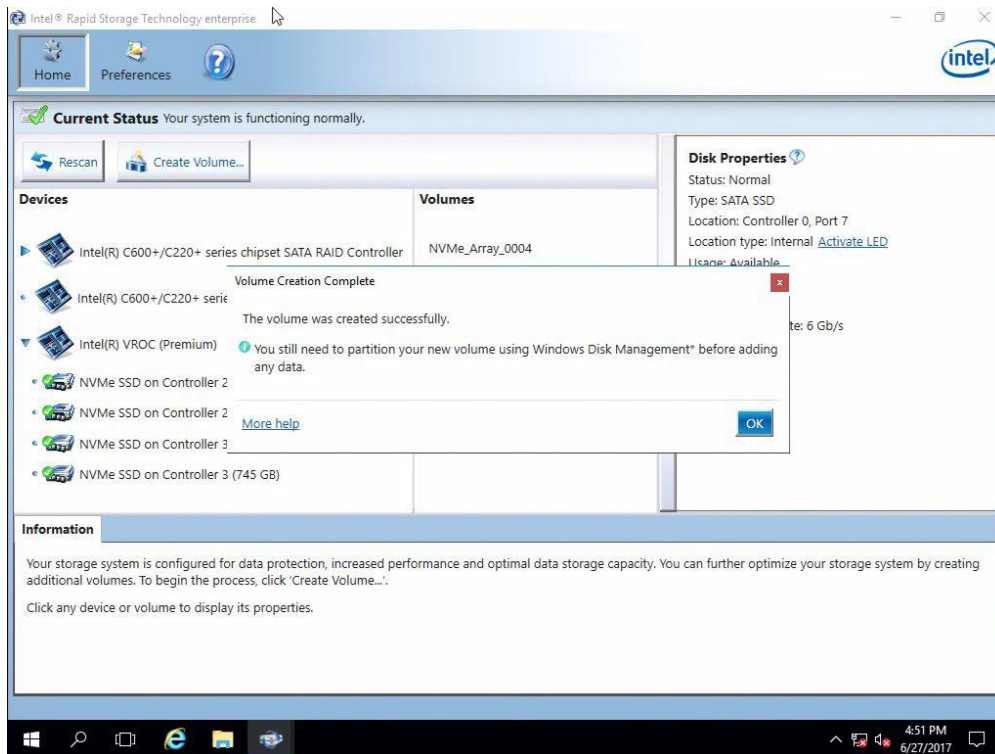 Intel® Rapid Storage Technology enterprise
Home
Preferences
?
intel
Current Status Your system is functioning normally.
Rescan
Create Volume...
Devices
Volumes
Intel(R) C600+/C220+ series chipset SATA RAID Controller
NVMe_Array_0004
Intel(R) C600+/C220+ serie
Intel(R) VROC (Premium)
NVMe SSD on Controller 2
NVMe SSD on Controller 2
NVMe SSD on Controller 3
NVMe SSD on Controller 3 (745 GB)
Disk Properties ?
Status: Normal
Type: SATA SSD
Location: Controller 0, Port 7
Location type: Internal Activate LED
Usage: Available
te: 6 Gb/s
Volume Creation Complete
x
The volume was created successfully.
You still need to partition your new volume using Windows Disk Management* before adding
any data.
More help
OK
Information
Your storage system is configured for data protection, increased performance and optimal data storage capacity. You can further optimize your storage system by creating
additional volumes. To begin the process, click 'Create Volume...'.
Click any device or volume to display its properties.
4:51 PM
6/27/2017